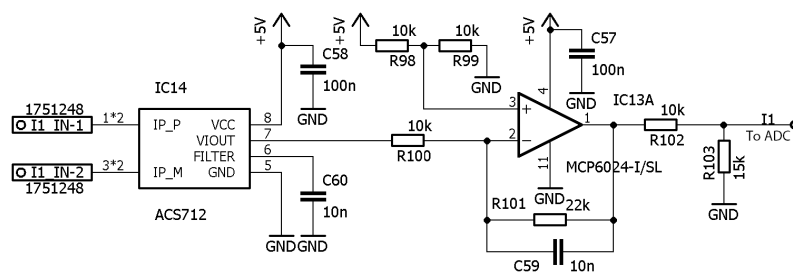 +5V
C58
100n
GND
+5V
10k
R98
10k
R99
GND
+5V
C57
100n
GND
IC14
1751248
I1_IN-1
1*2
IP_P
VCC
8
VIOUT
7
FILTER
6
GND
5
3*2
IP_M
I1_IN-2
1751248
ACS712
C60
10n
GND
GND
10k
R100
3
2
4
11
1
IC13A
MCP6024-I/SL
GND
R101
22k
C59
10n
10k
R102
I1
To ADC
R103
15k
GND